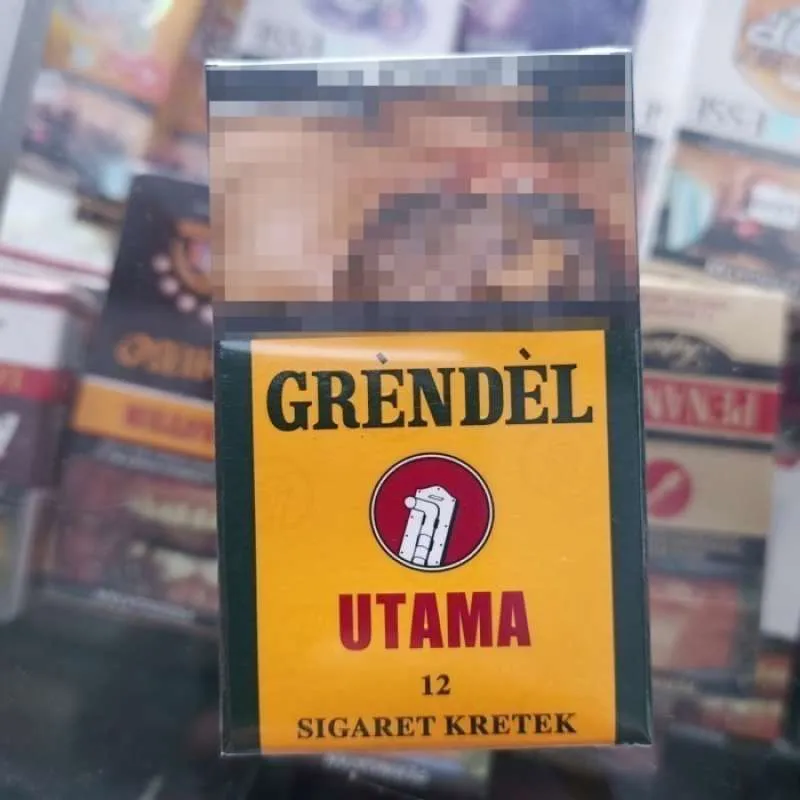 GRÈNDÈL
UTAMA
12
SIGARET KRETEK